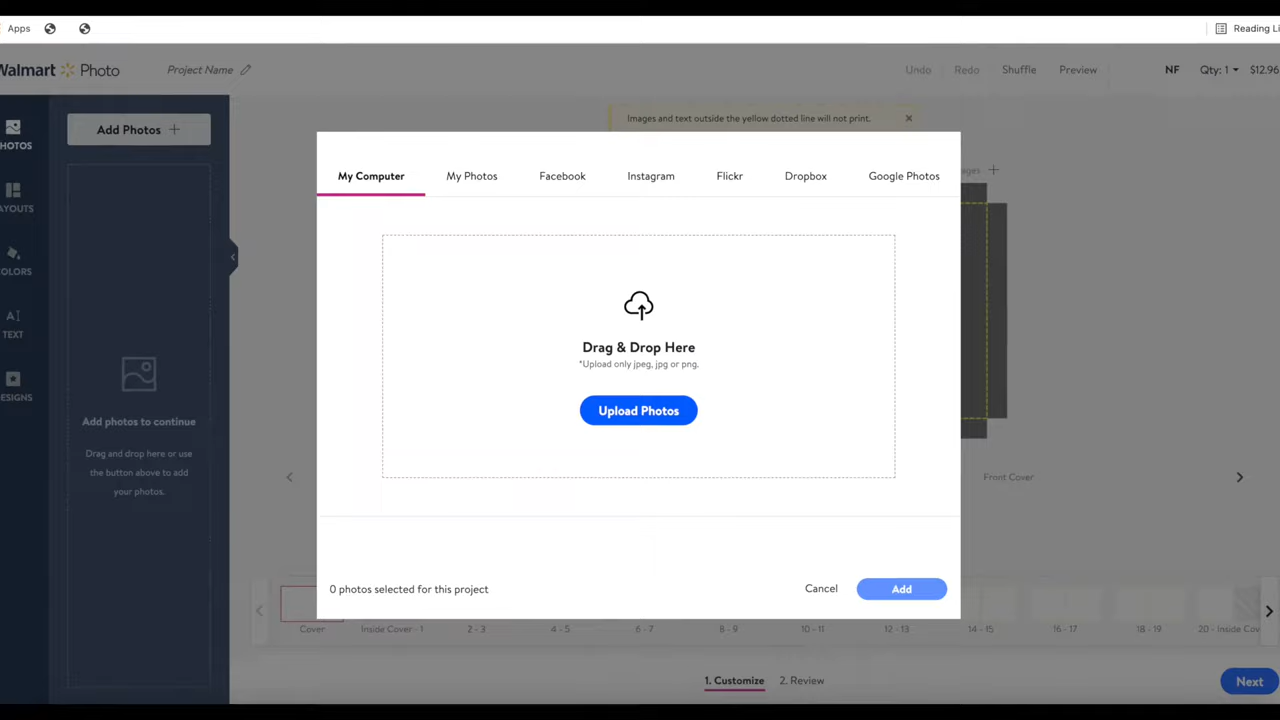 Apps
Reading Li
Walmart Photo
Project Name
Undo
Redo
Shuffle
Preview
NF
Qty: 1
$12.96
Images and text outside the yellow dotted line will not print.
Add Photos
PHOTOS
LAYOUTS
COLORS
TEXT
DESIGNS
Add photos to continue
Drag and drop here or use
the button above to add
your photos.
My Computer
My Photos
Facebook
Instagram
Flickr
Dropbox
Google Photos
Drag & Drop Here
*Upload only jpeg, jpg or png.
Upload Photos
0 photos selected for this project
Cancel
Add
ages
Front Cover
Cover
Inside Cover - 1
2 - 3
4 - 5
6 - 7
8 - 9
10 - 11
12 - 13
14 - 15
16 - 17
18 - 19
20 - Inside Cov
1. Customize
2. Review
Next